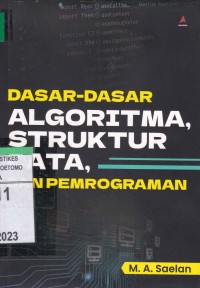 DASAR-DASAR
ALGORITMA,
STRUKTUR
ATA,
N PEMROGRAMAN
M. A. Saelan
STIKES
OETOMO
A
11
2023